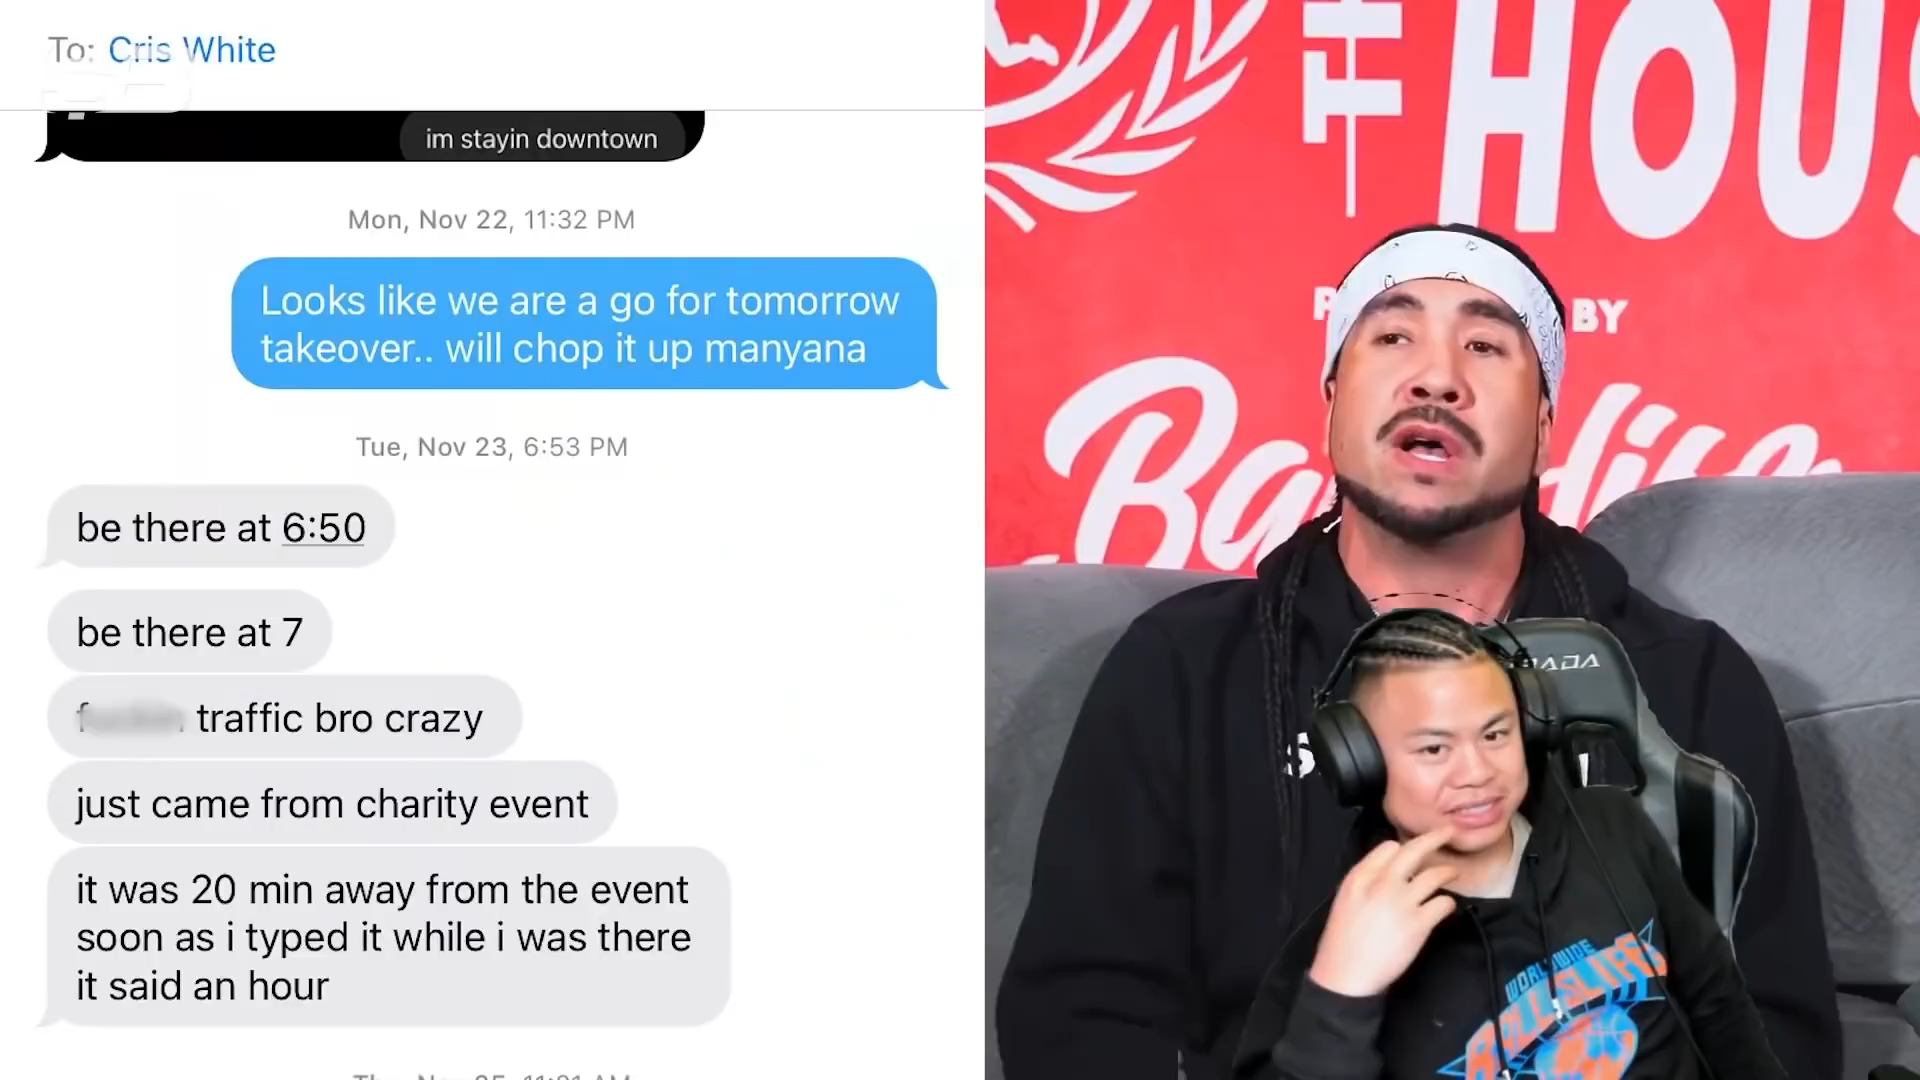 To: Cris White
im stayin downtown
Mon, Nov 22, 11:32 PM
Looks like we are a go for tomorrow
takeover.. will chop it up manyana
Tue, Nov 23, 6:53 PM
be there at 6:50
be there at 7
traffic bro crazy
just came from charity event
it was 20 min away from the event
soon as i typed it while i was there
it said an hour
HOUS
BY
WORLDWIDE